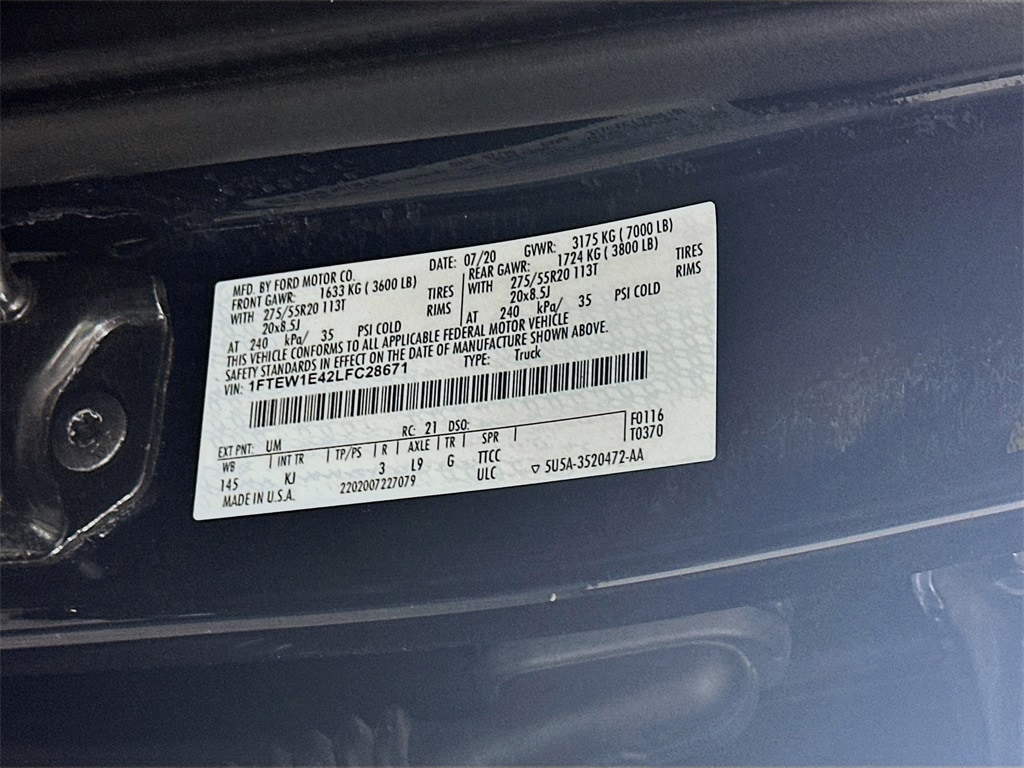 MFD. BY FORD MOTOR CO. DATE: 07/20 GVWR: 3175 KG ( 7000 LB)
FRONT GAWR: 1633 KG ( 3600 LB) REAR GAWR: 1724 KG ( 3800 LB)
WITH 275/55R20 113T TIRES WITH 275/55R20 113T TIRES
20x8.5J RIMS 20x8.5J RIMS
AT 240 kPa/ 35 PSI COLD AT 240 kPa/ 35 PSI COLD
THIS VEHICLE CONFORMS TO ALL APPLICABLE FEDERAL MOTOR VEHICLE
SAFETY STANDARDS IN EFFECT ON THE DATE OF MANUFACTURE SHOWN ABOVE.
VIN: 1FTEW1E42LFC28671 TYPE: Truck
EXT PNT: UM RC: 21 DSO: F0116
WB INT TR TP/PS R AXLE TR SPR T0370
145 KJ 3 L9 G TTCC
MADE IN U.S.A. 2202007227079 ULC ▽ 5U5A-3520472-AA